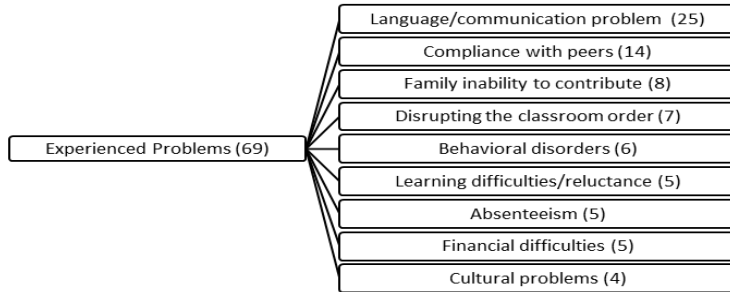 Language/communication problem (25)
Compliance with peers (14)
Family inability to contribute (8)
Disrupting the classroom order (7)
Experienced Problems (69)
Behavioral disorders (6)
Learning difficulties/reluctance (5)
Absenteeism (5)
Financial difficulties (5)
Cultural problems (4)